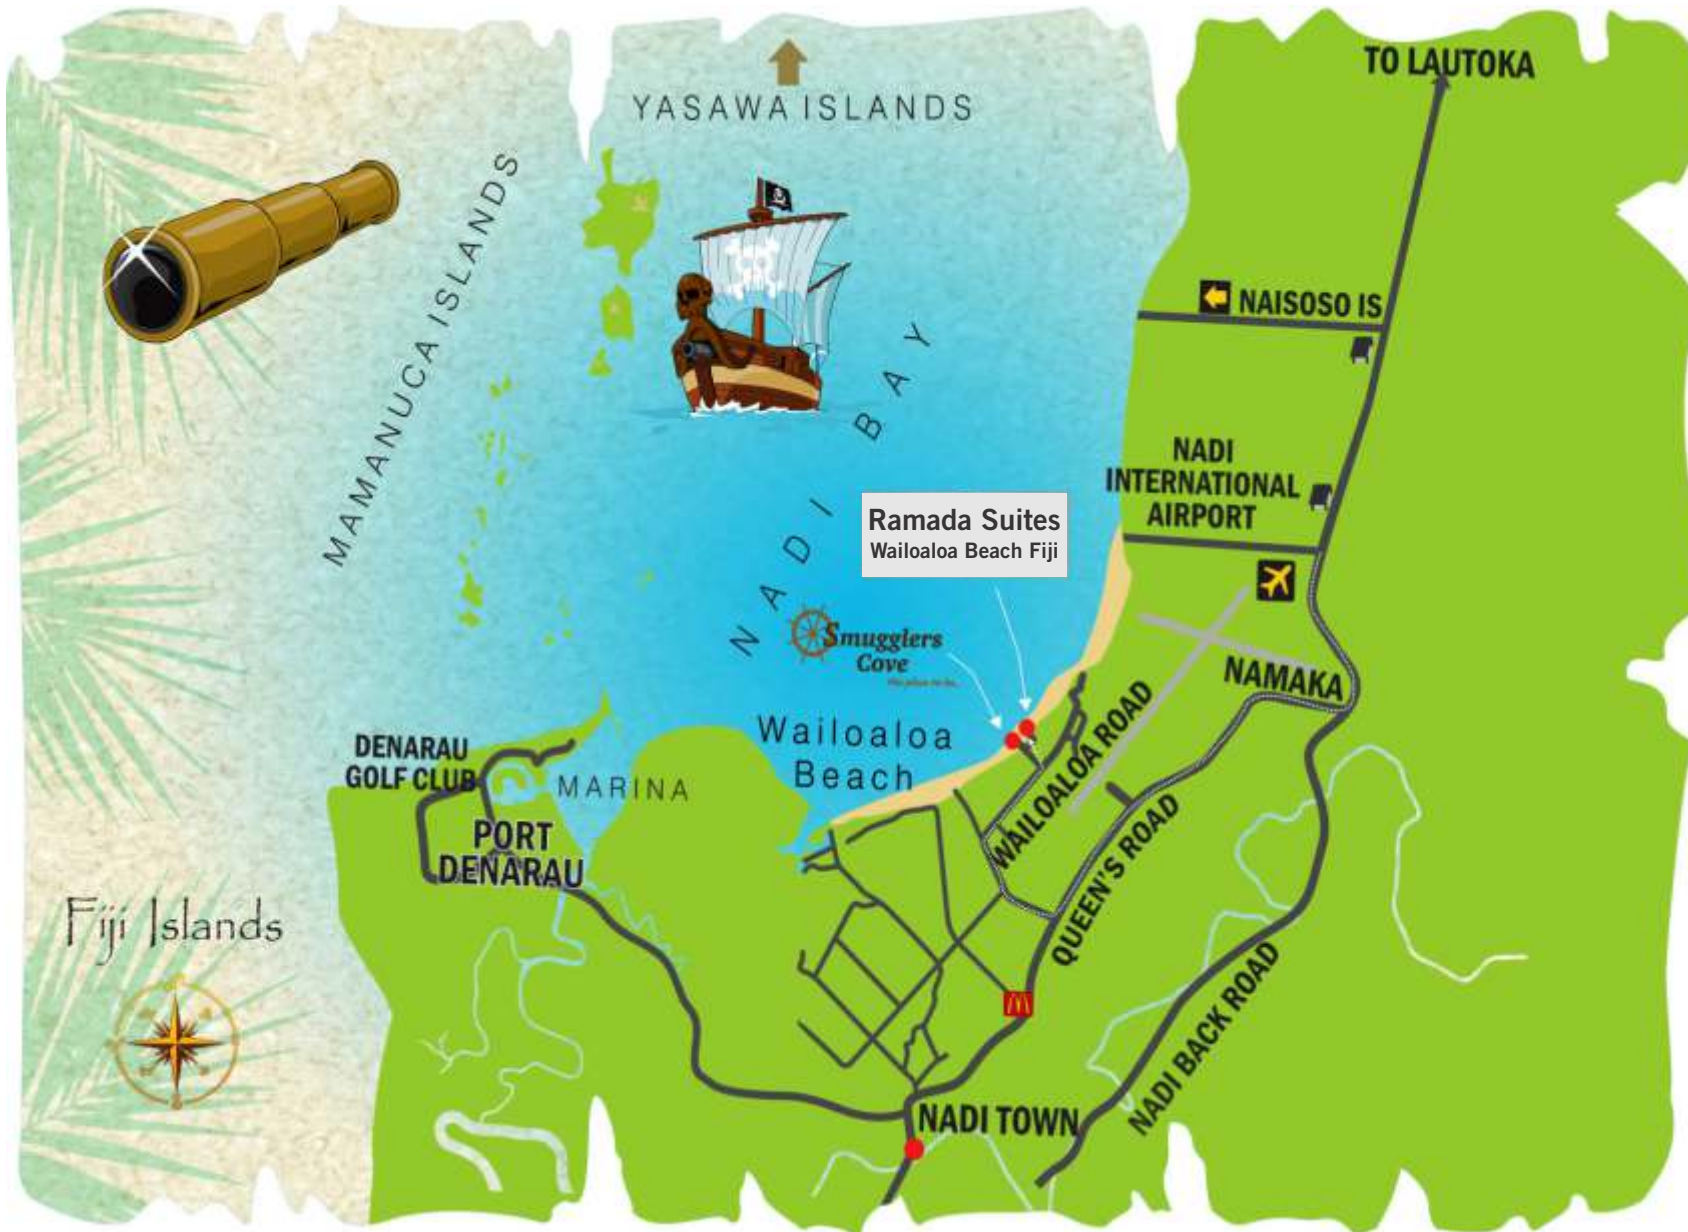 TO LAUTOKA
YASAWA ISLANDS
MAMANUCA ISLANDS
NAISOSO IS
NADI BAY
NADI
INTERNATIONAL
AIRPORT
Ramada Suites
Wailoaloa Beach Fiji
Smugglers
Cove
NAMAKA
Wailoaloa
Beach
WAILOALOA ROAD
DENARAU
GOLF CLUB
MARINA
PORT
DENARAU
QUEEN'S ROAD
Fiji Islands
NADI BACK ROAD
NADI TOWN